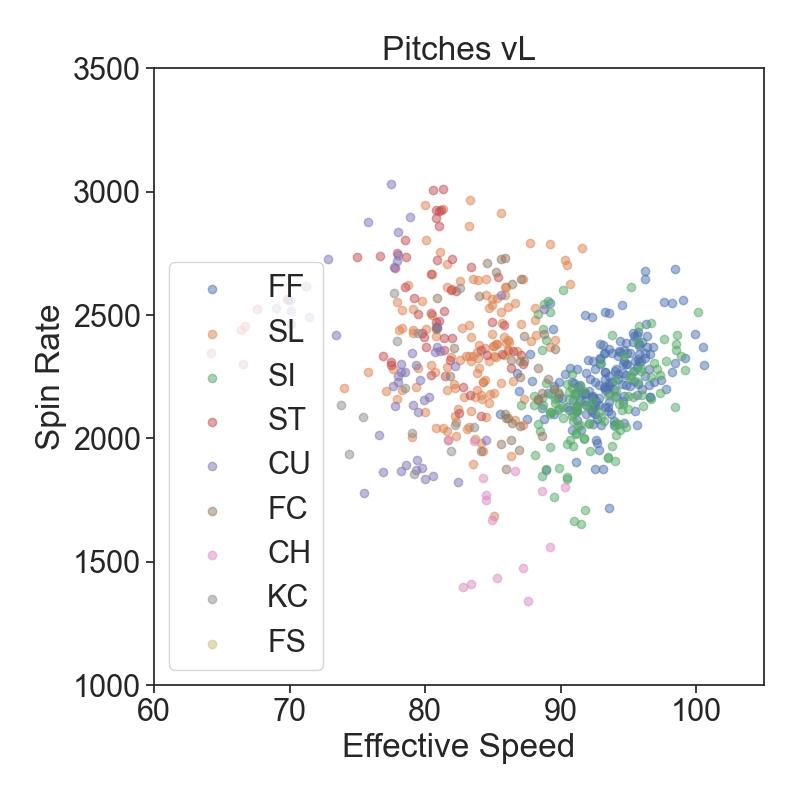 Pitches vL
3500
3000
2500
2000
1500
1000
Spin Rate
FF
SL
SI
ST
CU
FC
CH
KC
FS
60 70 80 90 100
Effective Speed